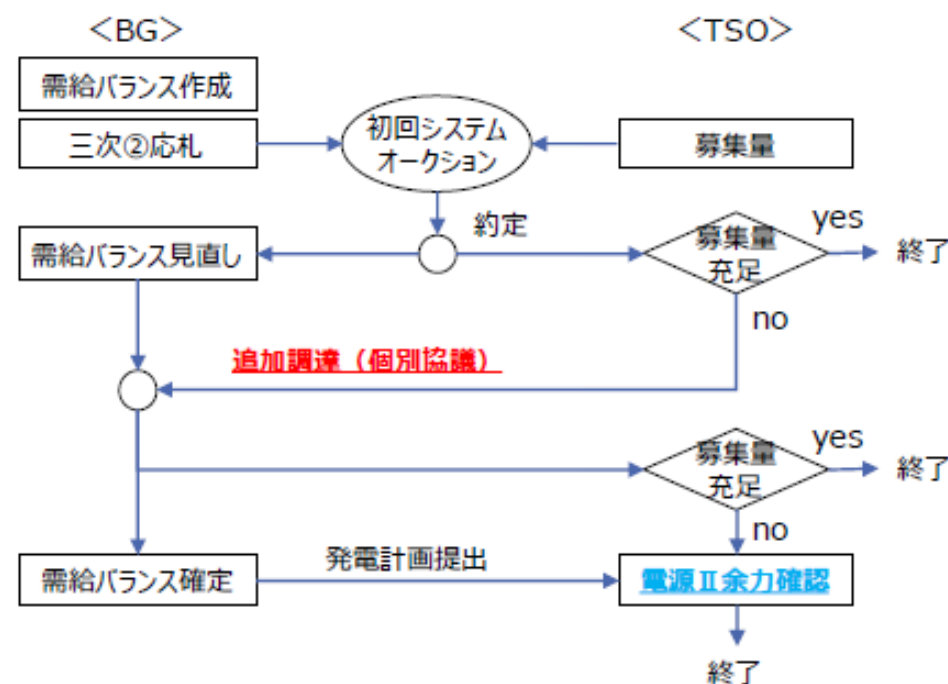 ＜BG＞
＜TSO＞
需給バランス作成
三次②応札
初回システム
オークション
募集量
約定
需給バランス見直し
募集量
充足
yes
終了
no
追加調達（個別協議）
募集量
充足
yes
終了
no
需給バランス確定
発電計画提出
電源Ⅱ余力確認
終了